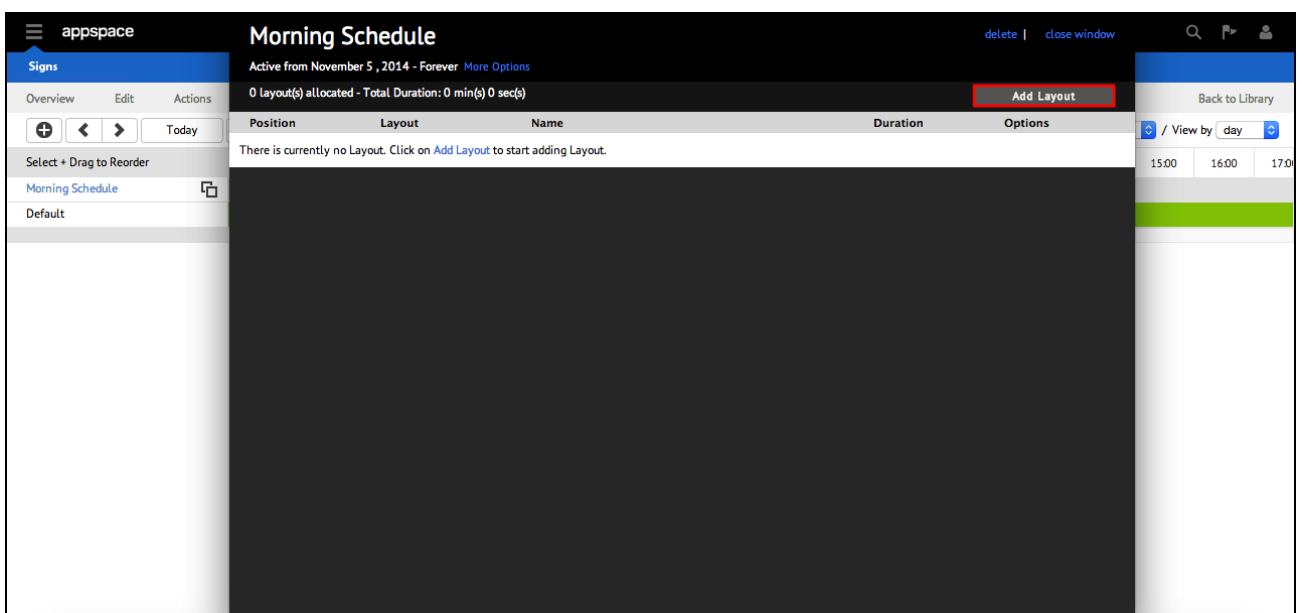 appspace
Morning Schedule
delete | close window
Signs
Active from November 5 , 2014 - Forever More Options
Overview Edit Actions
0 layout(s) allocated - Total Duration: 0 min(s) 0 sec(s)
Add Layout
Back to Library
Today
Position Layout Name Duration Options
/ View by day
There is currently no Layout. Click on Add Layout to start adding Layout.
Select + Drag to Reorder
15:00 16:00 17:0
Morning Schedule
Default